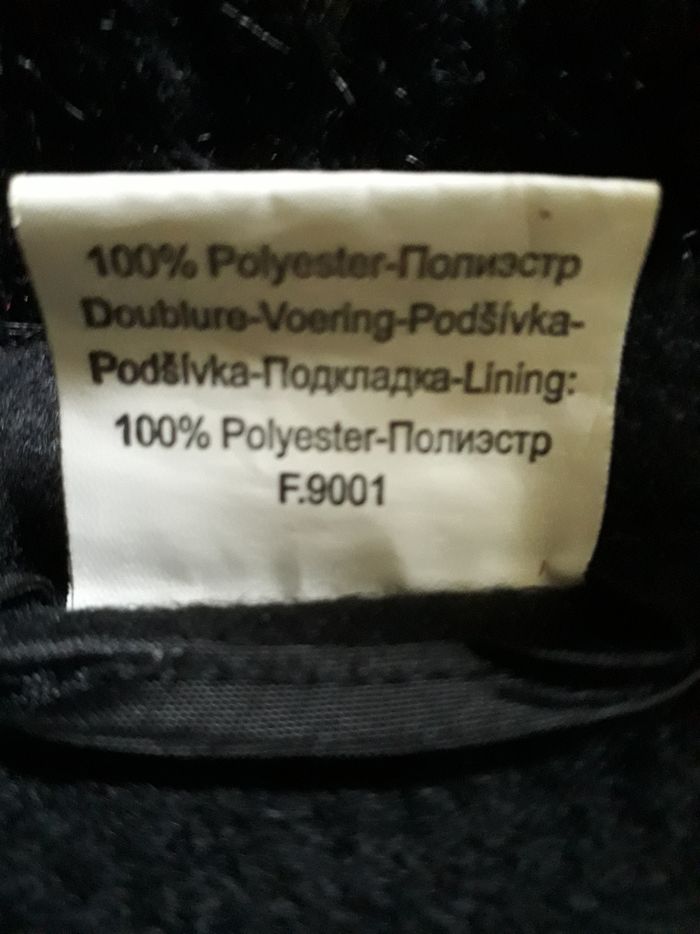 100% Polyester-Полиэстр
Doublure-Voering-Podšívka-
Podšívka-Подкладка-Lining:
100% Polyester-Полиэстр
F.9001